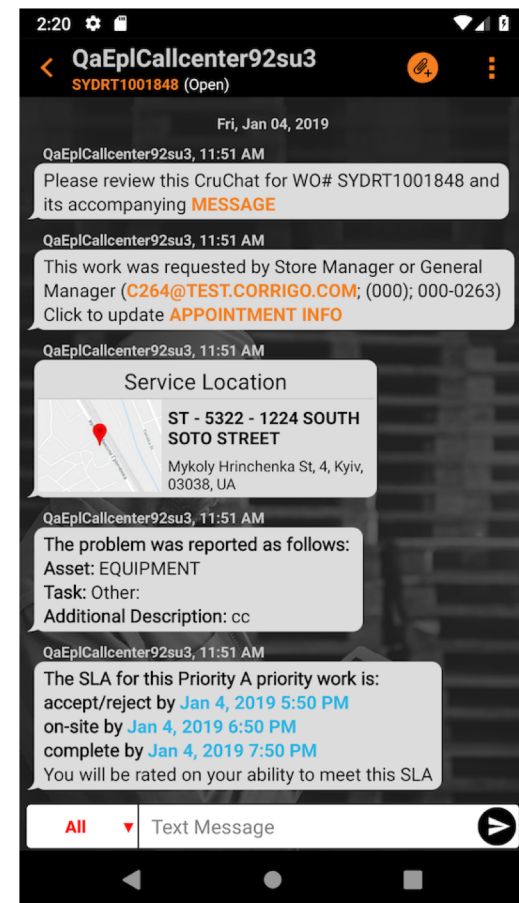 2:20
QaEplCallcenter92su3
SYDRT1001848 (Open)
Fri, Jan 04, 2019
QaEplCallcenter92su3, 11:51 AM
Please review this CruChat for WO# SYDRT1001848 and
its accompanying MESSAGE
QaEplCallcenter92su3, 11:51 AM
This work was requested by Store Manager or General
Manager (C264@TEST.CORRIGO.COM; (000); 000-0263)
Click to update APPOINTMENT INFO
QaEplCallcenter92su3, 11:51 AM
Service Location
ST - 5322 - 1224 SOUTH
SOTO STREET
Mykoly Hrinchenka St, 4, Kyiv,
03038, UA
QaEplCallcenter92su3, 11:51 AM
The problem was reported as follows:
Asset: EQUIPMENT
Task: Other:
Additional Description: cc
QaEplCallcenter92su3, 11:51 AM
The SLA for this Priority A priority work is:
accept/reject by Jan 4, 2019 5:50 PM
on-site by Jan 4, 2019 6:50 PM
complete by Jan 4, 2019 7:50 PM
You will be rated on your ability to meet this SLA
All
Text Message